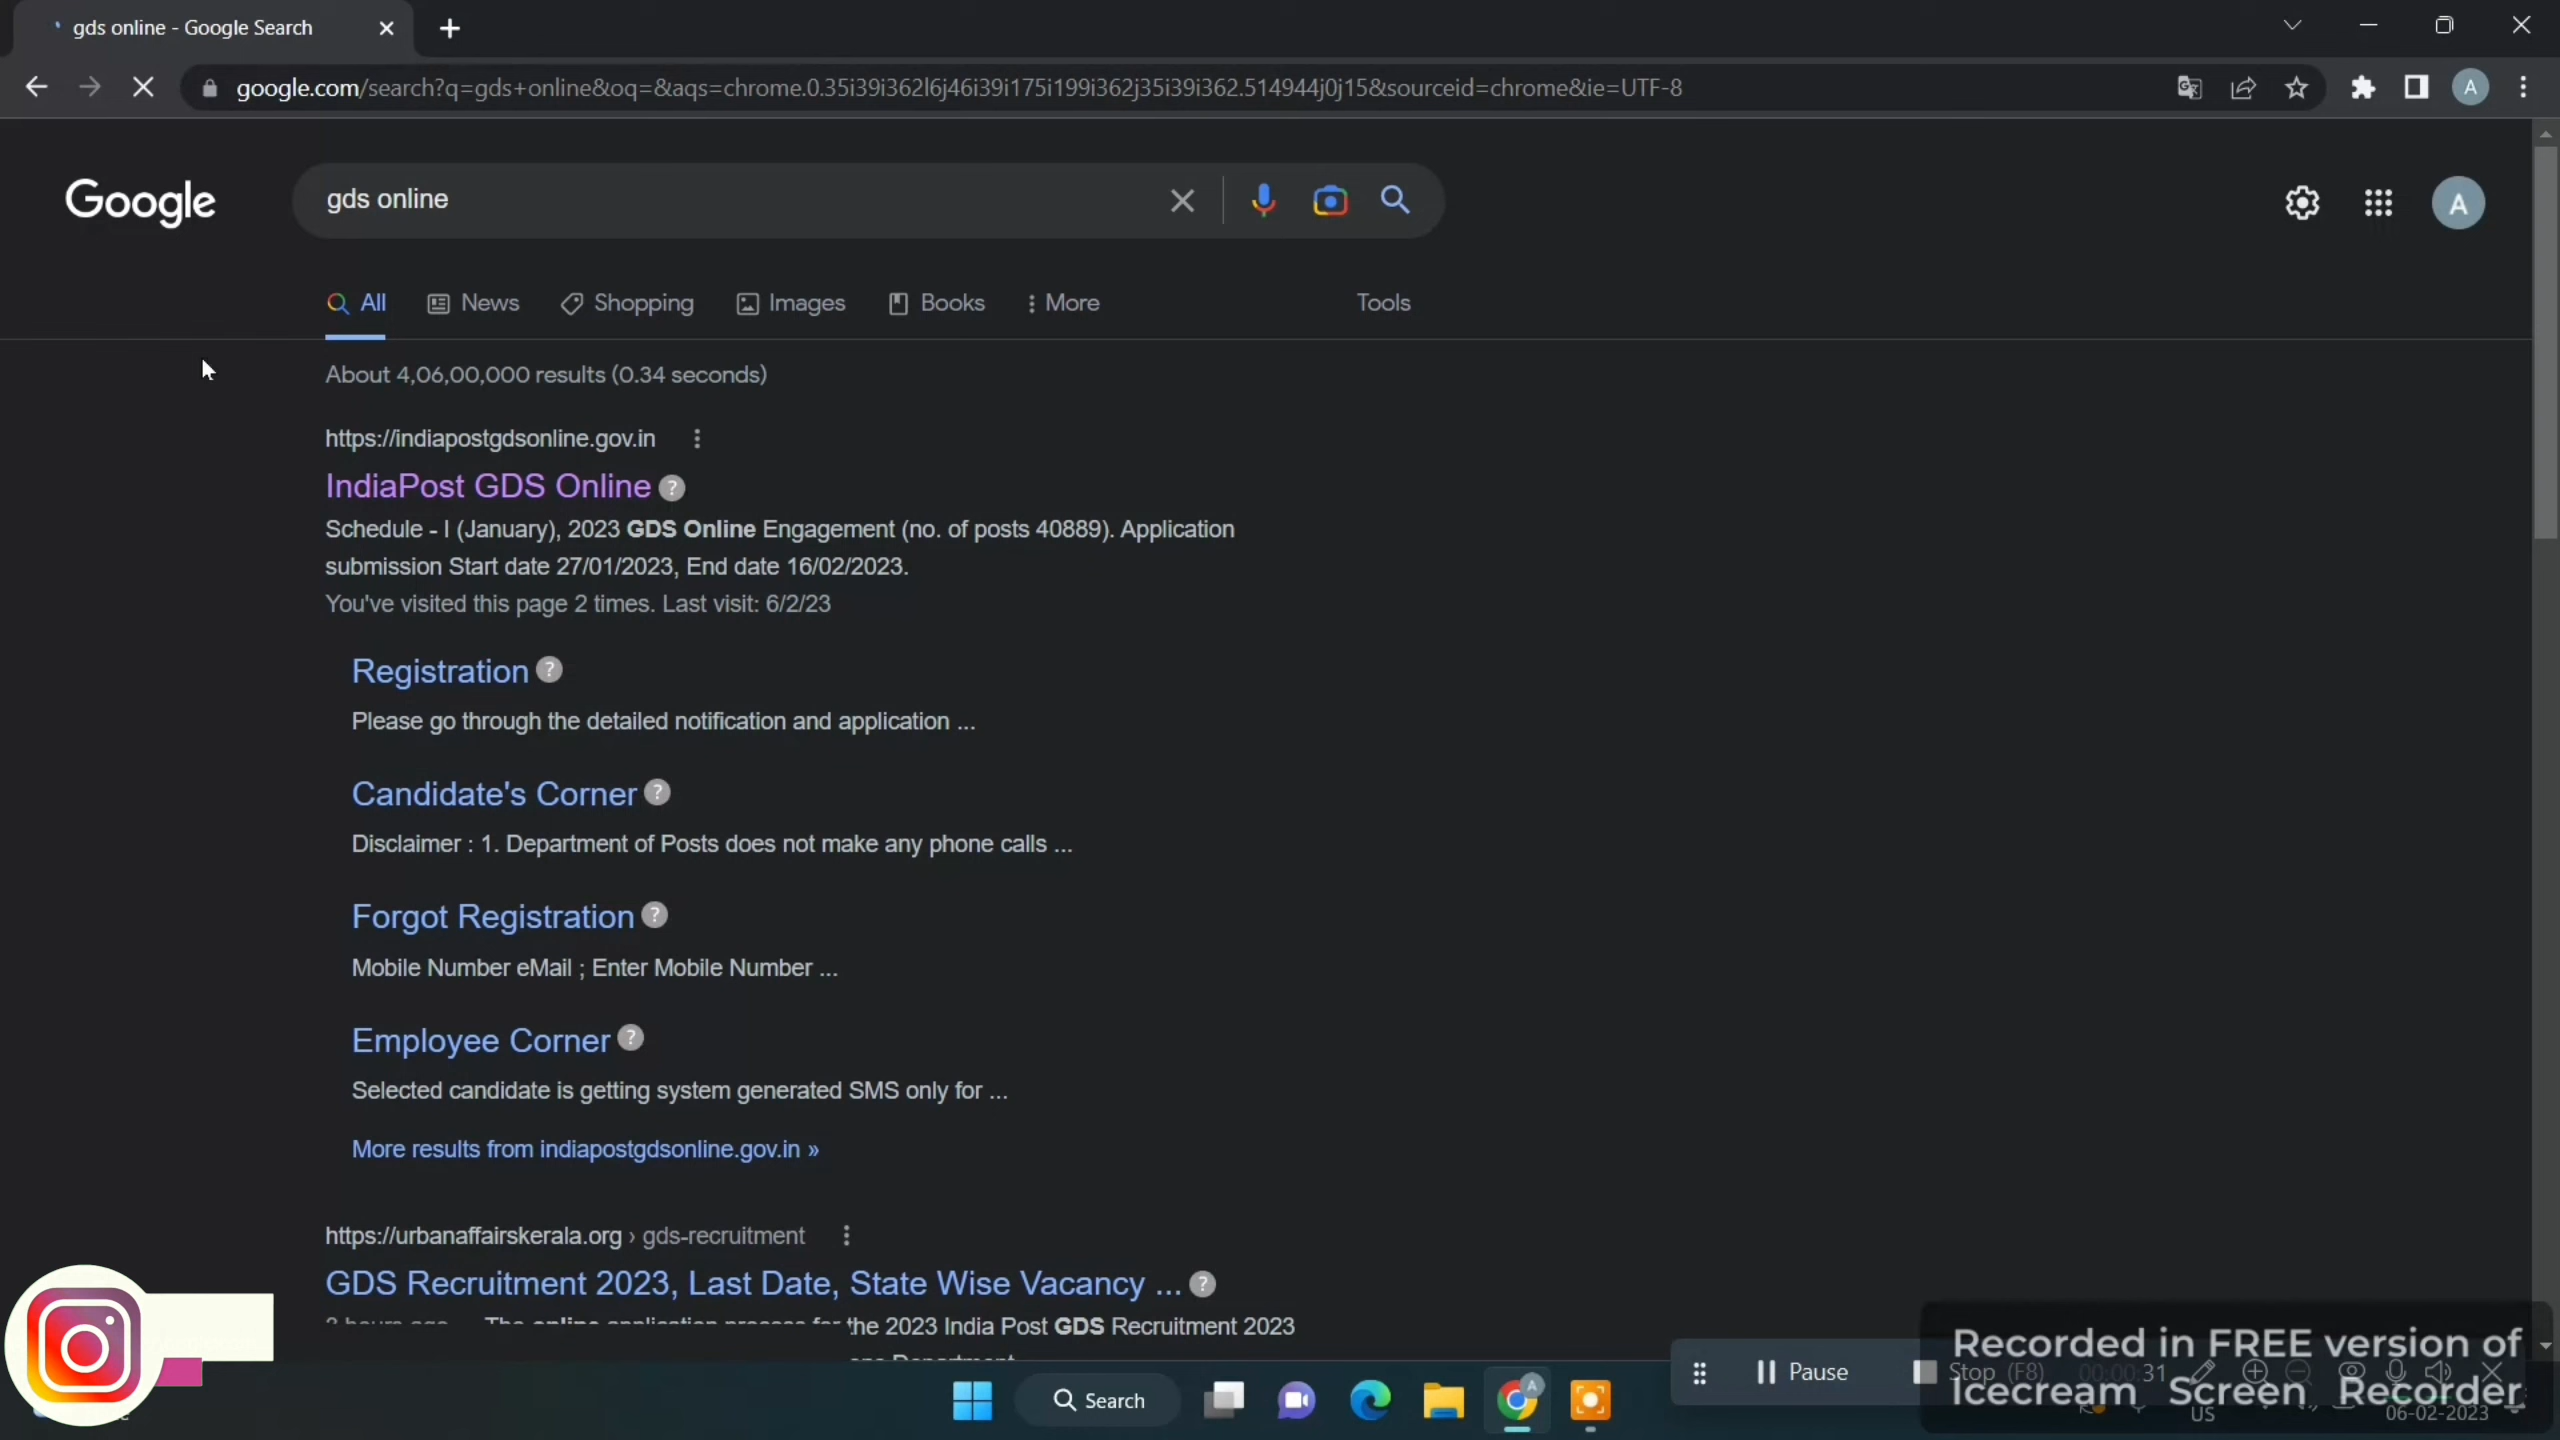 gds online - Google Search
google.com/search?q=gds+online&oq=&aqs=chrome.0.35i39i362l6j46i39i175i199i362j35i39i362.514944j0j15&sourceid=chrome&ie=UTF-8
A
Google
gds online
A
All News Shopping Images Books More Tools
About 4,06,00,000 results (0.34 seconds)
https://indiapostgdsonline.gov.in
IndiaPost GDS Online
Schedule - I (January), 2023 GDS Online Engagement (no. of posts 40889). Application
submission Start date 27/01/2023, End date 16/02/2023.
You've visited this page 2 times. Last visit: 6/2/23
Registration
Please go through the detailed notification and application ...
Candidate's Corner
Disclaimer : 1. Department of Posts does not make any phone calls ...
Forgot Registration
Mobile Number eMail ; Enter Mobile Number ...
Employee Corner
Selected candidate is getting system generated SMS only for ...
More results from indiapostgdsonline.gov.in »
https://urbanaffairskerala.org › gds-recruitment
GDS Recruitment 2023, Last Date, State Wise Vacancy ...
the 2023 India Post GDS Recruitment 2023
Recorded in FREE version of
Pause Stop (F8) 00:00:31
Icecream Screen Recorder
Search
US 06-02-2023